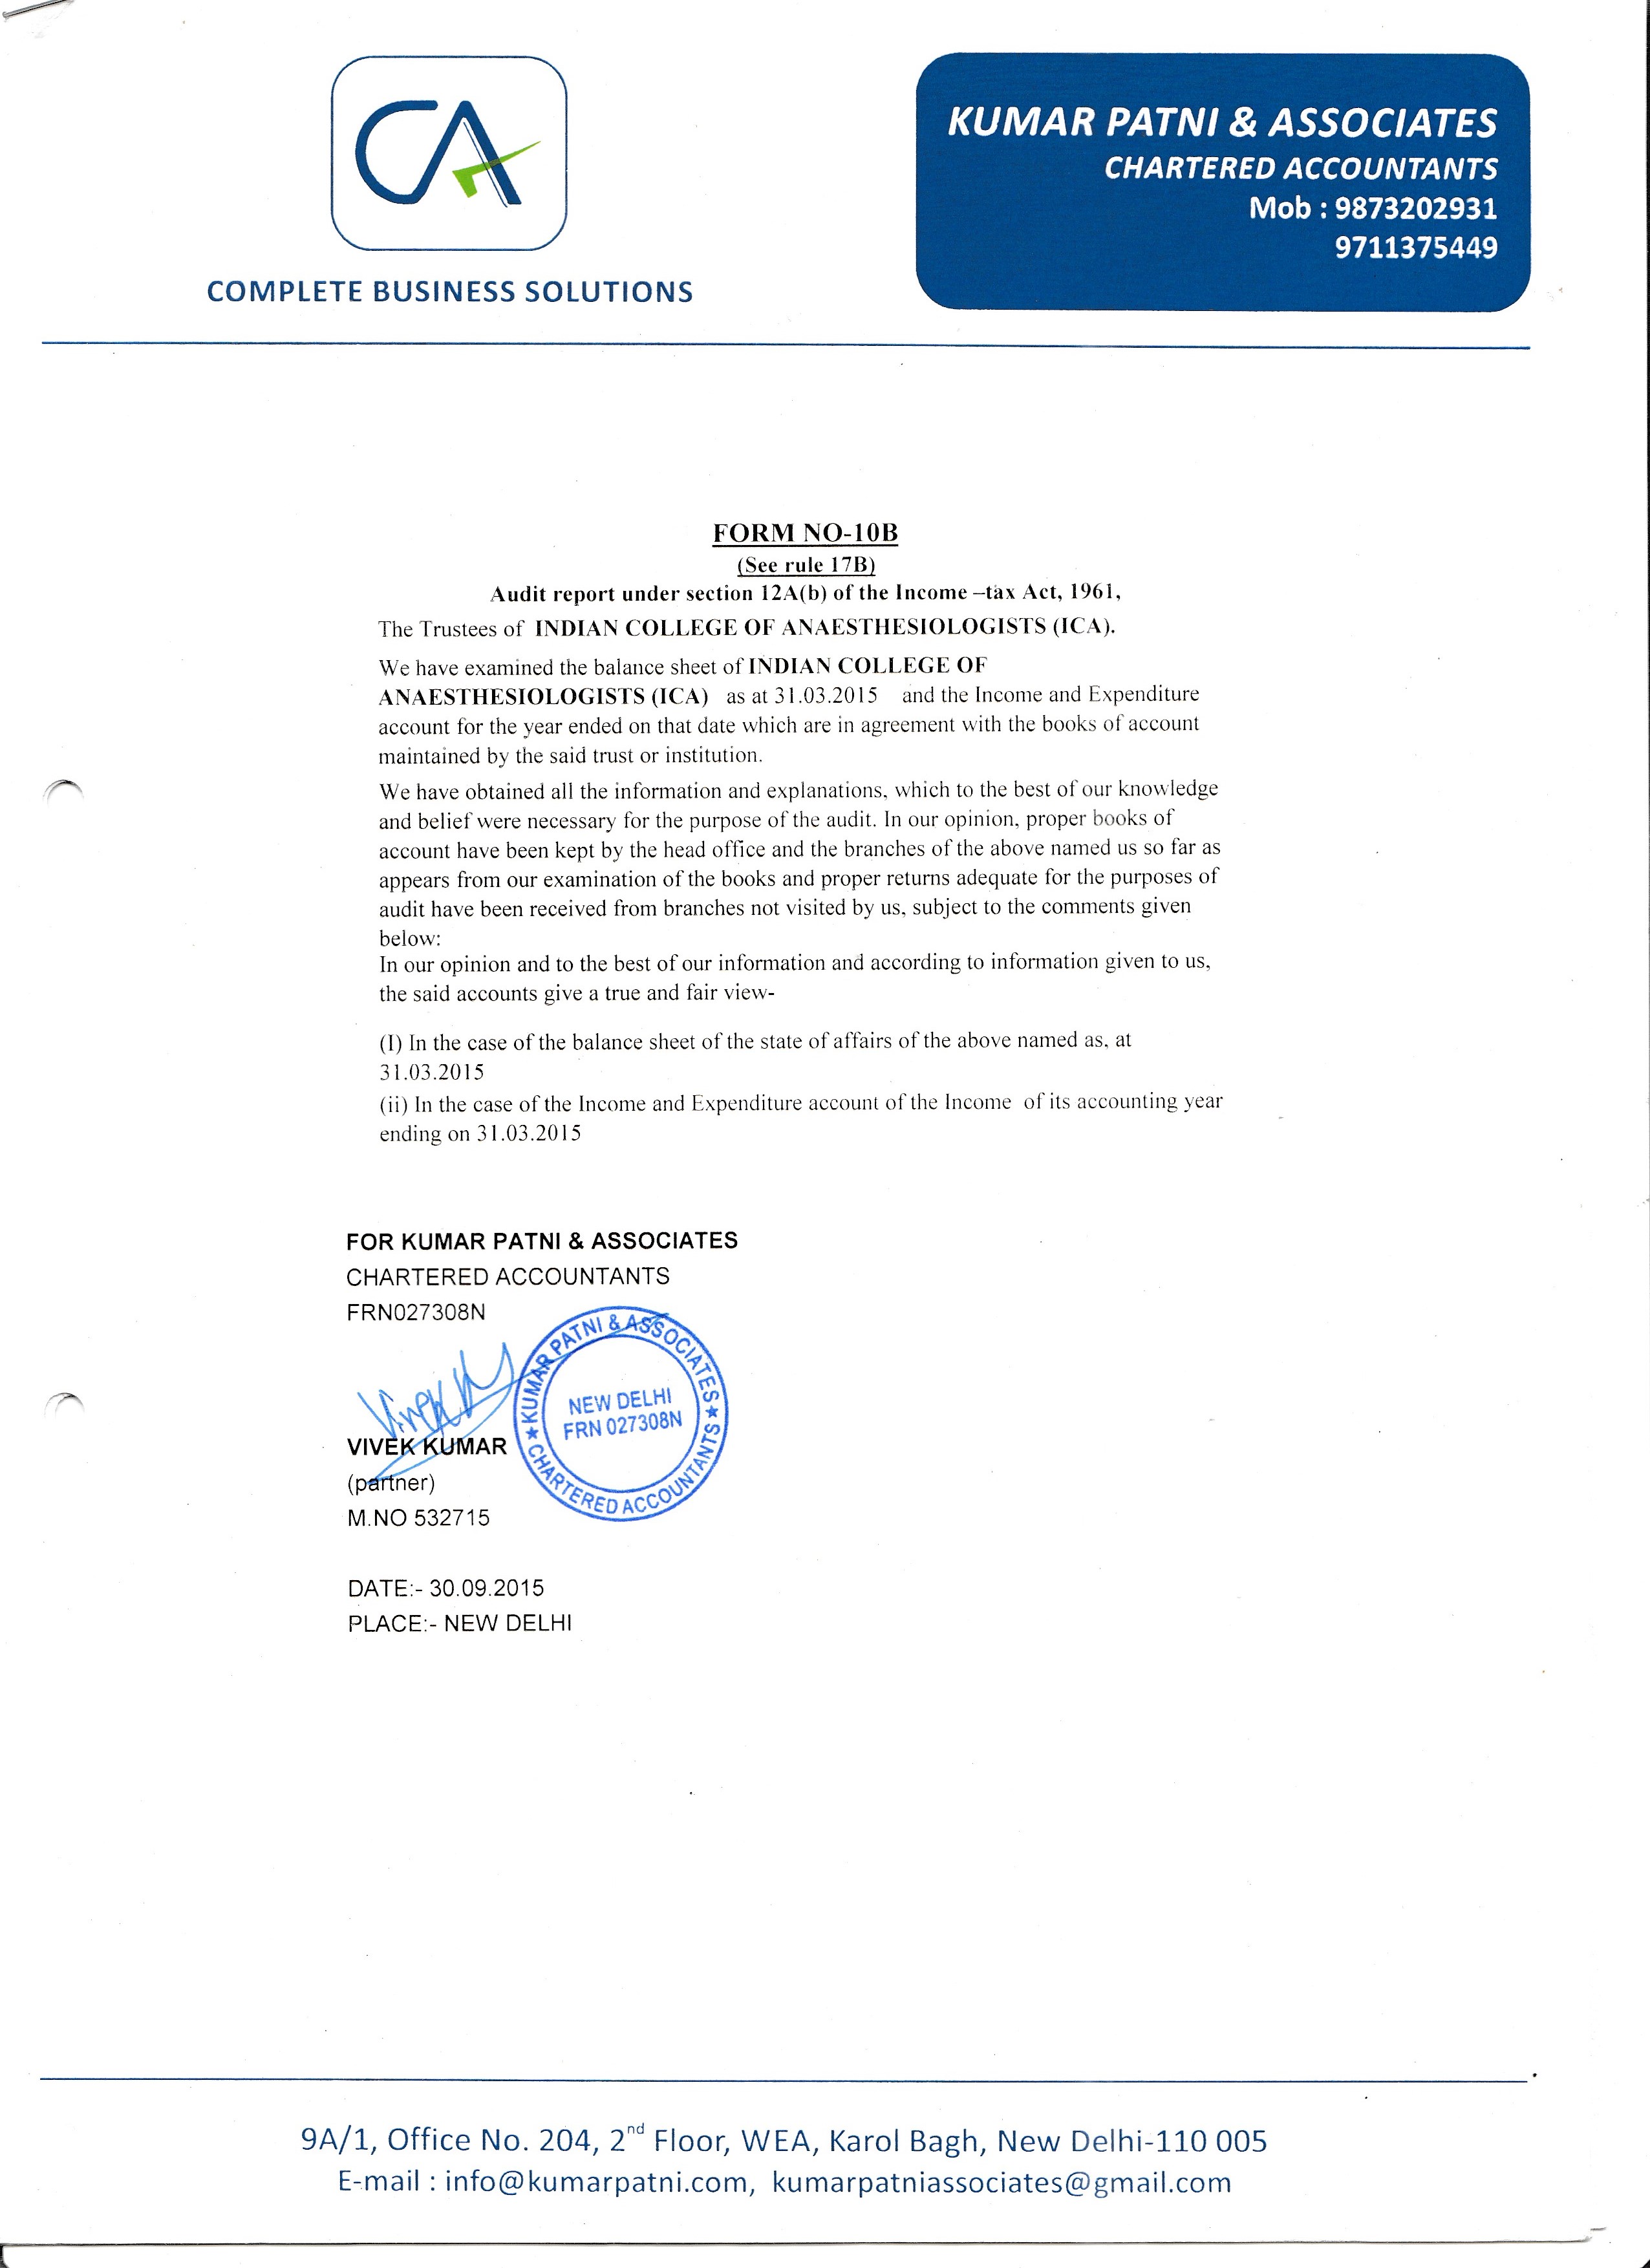 CA
COMPLETE BUSINESS SOLUTIONS
KUMAR PATNI & ASSOCIATES
CHARTERED ACCOUNTANTS
Mob : 9873202931
9711375449
FORM NO-10B
(See rule 17B)
Audit report under section 12A(b) of the Income –tax Act, 1961,
The Trustees of INDIAN COLLEGE OF ANAESTHESIOLOGISTS (ICA).
We have examined the balance sheet of INDIAN COLLEGE OF
ANAESTHESIOLOGISTS (ICA) as at 31.03.2015 and the Income and Expenditure
account for the year ended on that date which are in agreement with the books of account
maintained by the said trust or institution.
We have obtained all the information and explanations, which to the best of our knowledge
and belief were necessary for the purpose of the audit. In our opinion, proper books of
account have been kept by the head office and the branches of the above named us so far as
appears from our examination of the books and proper returns adequate for the purposes of
audit have been received from branches not visited by us, subject to the comments given
below:
In our opinion and to the best of our information and according to information given to us,
the said accounts give a true and fair view-
(I) In the case of the balance sheet of the state of affairs of the above named as, at
31.03.2015
(ii) In the case of the Income and Expenditure account of the Income of its accounting year
ending on 31.03.2015
FOR KUMAR PATNI & ASSOCIATES
CHARTERED ACCOUNTANTS
FRN027308N
KUMAR PATNI & ASSOCIATES
NEW DELHI
FRN 027308N
CHARTERED ACCOUNTANTS
VIVEK KUMAR
(partner)
M.NO 532715
DATE:- 30.09.2015
PLACE:- NEW DELHI
9A/1, Office No. 204, 2nd Floor, WEA, Karol Bagh, New Delhi-110 005
E-mail : info@kumarpatni.com, kumarpatniassociates@gmail.com